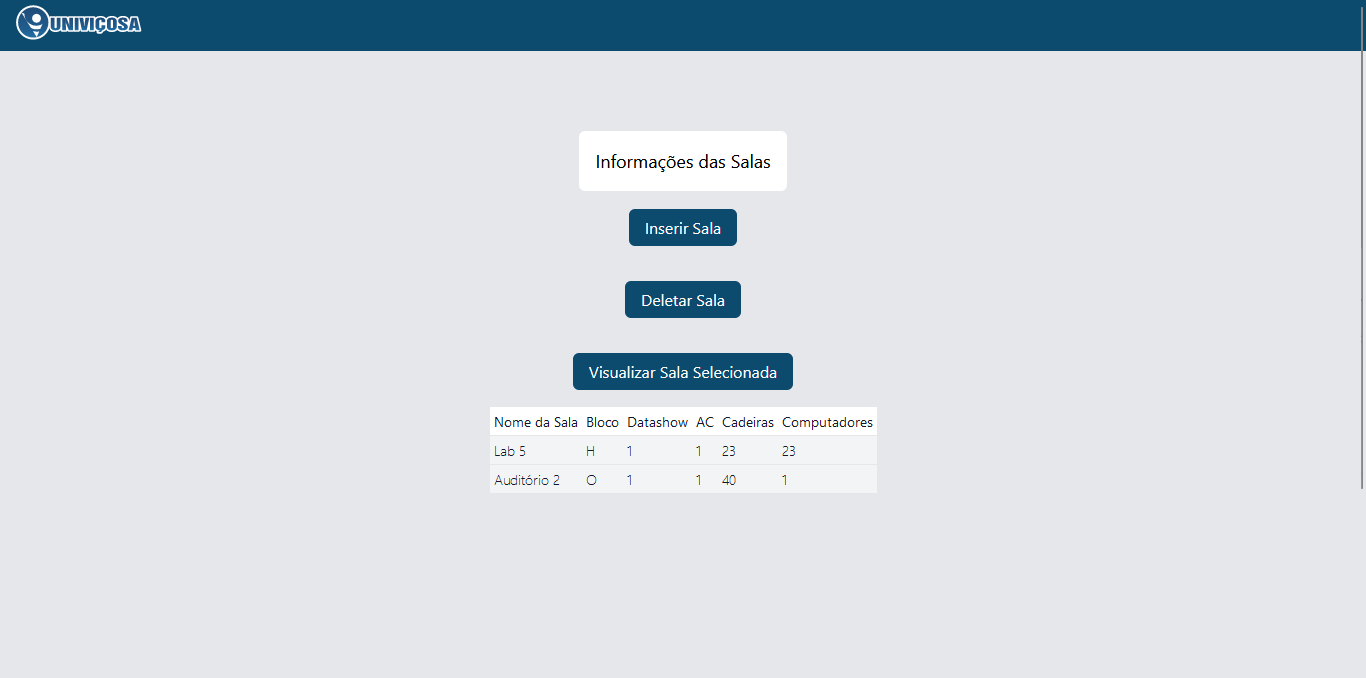 UNIVIÇOSA
Informações das Salas
Inserir Sala
Deletar Sala
Visualizar Sala Selecionada
Nome da Sala Bloco Datashow AC Cadeiras Computadores
Lab 5 H 1 1 23 23
Auditório 2 O 1 1 40 1